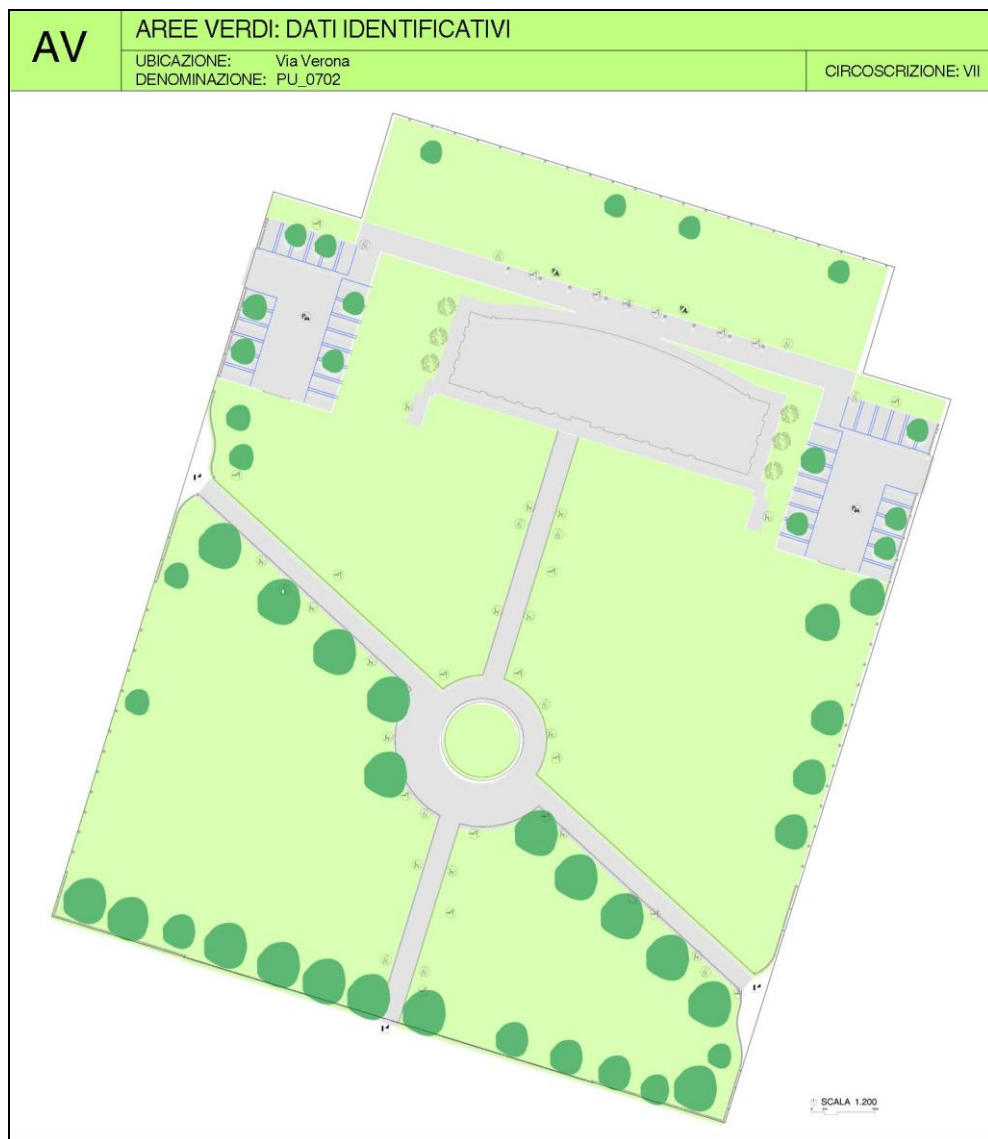 AV
AREE VERDI: DATI IDENTIFICATIVI
UBICAZIONE: Via Verona
DENOMINAZIONE: PU_0702
CIRCOSCRIZIONE: VII
SCALA 1.200